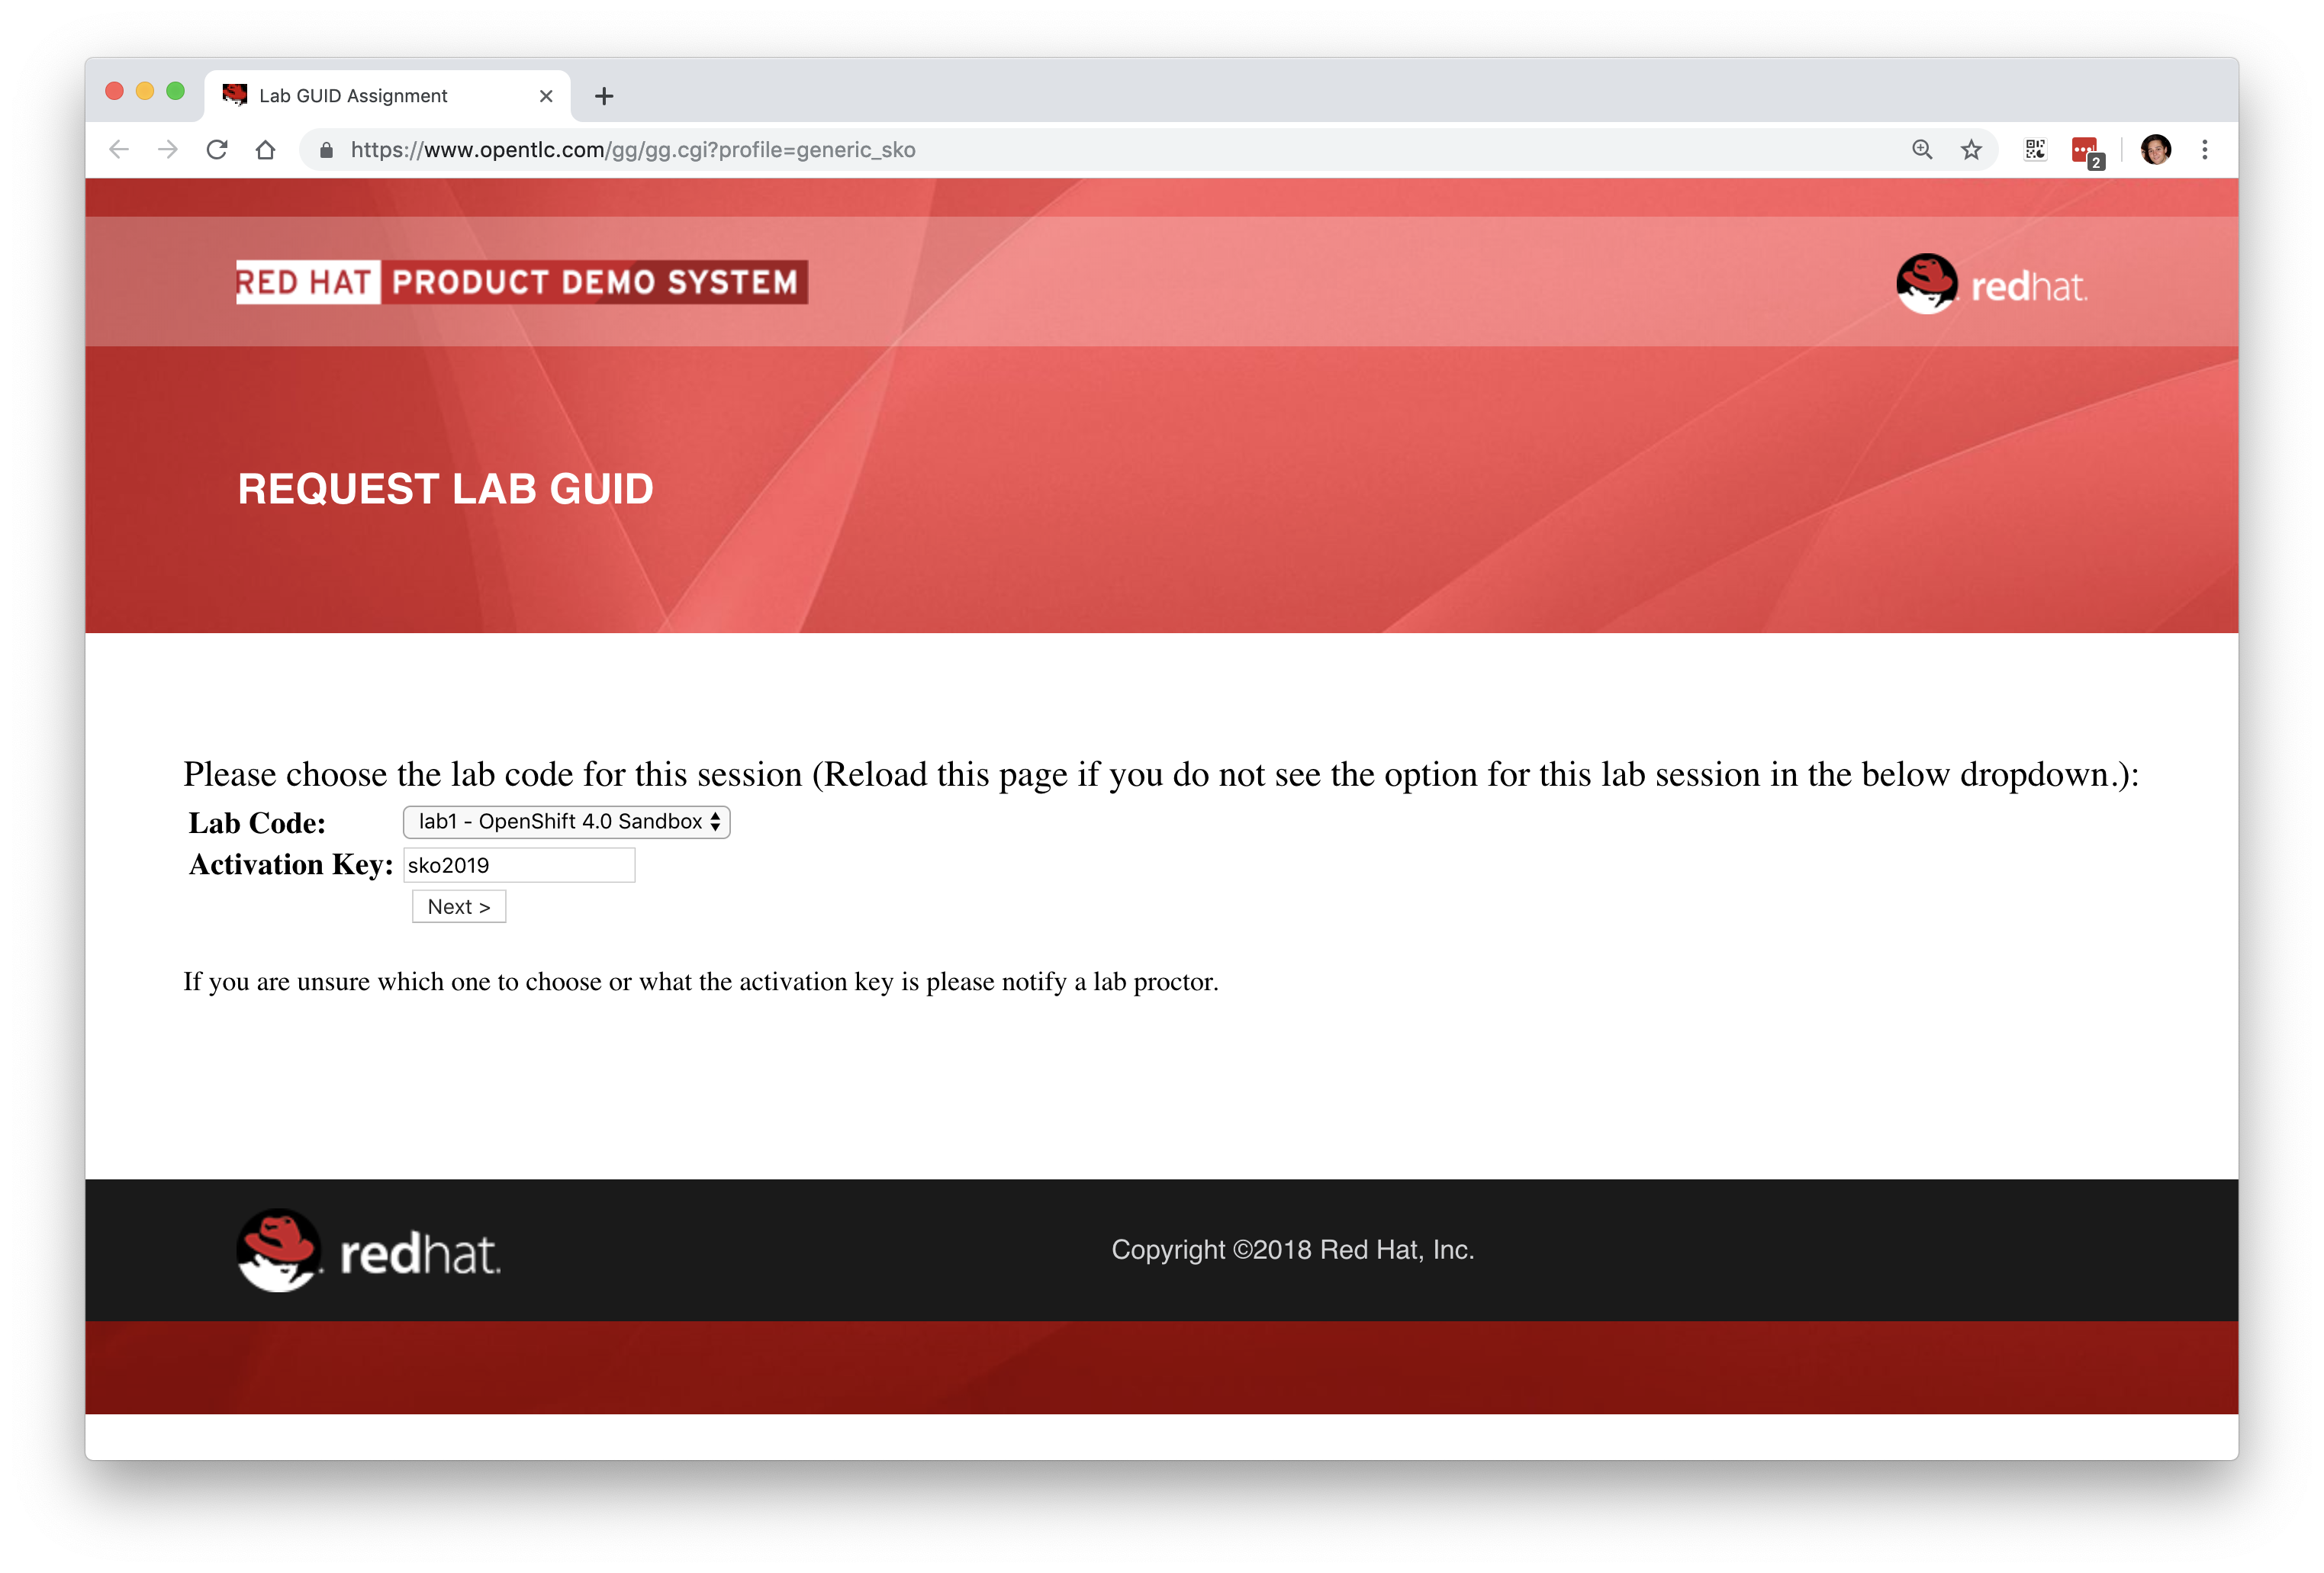 Lab GUID Assignment
https://www.opentlc.com/gg/gg.cgi?profile=generic_sko
2
RED HAT PRODUCT DEMO SYSTEM
redhat.
REQUEST LAB GUID
Please choose the lab code for this session (Reload this page if you do not see the option for this lab session in the below dropdown.):
Lab Code: lab1 - OpenShift 4.0 Sandbox
Activation Key: sko2019
Next >
If you are unsure which one to choose or what the activation key is please notify a lab proctor.
redhat.
Copyright ©2018 Red Hat, Inc.